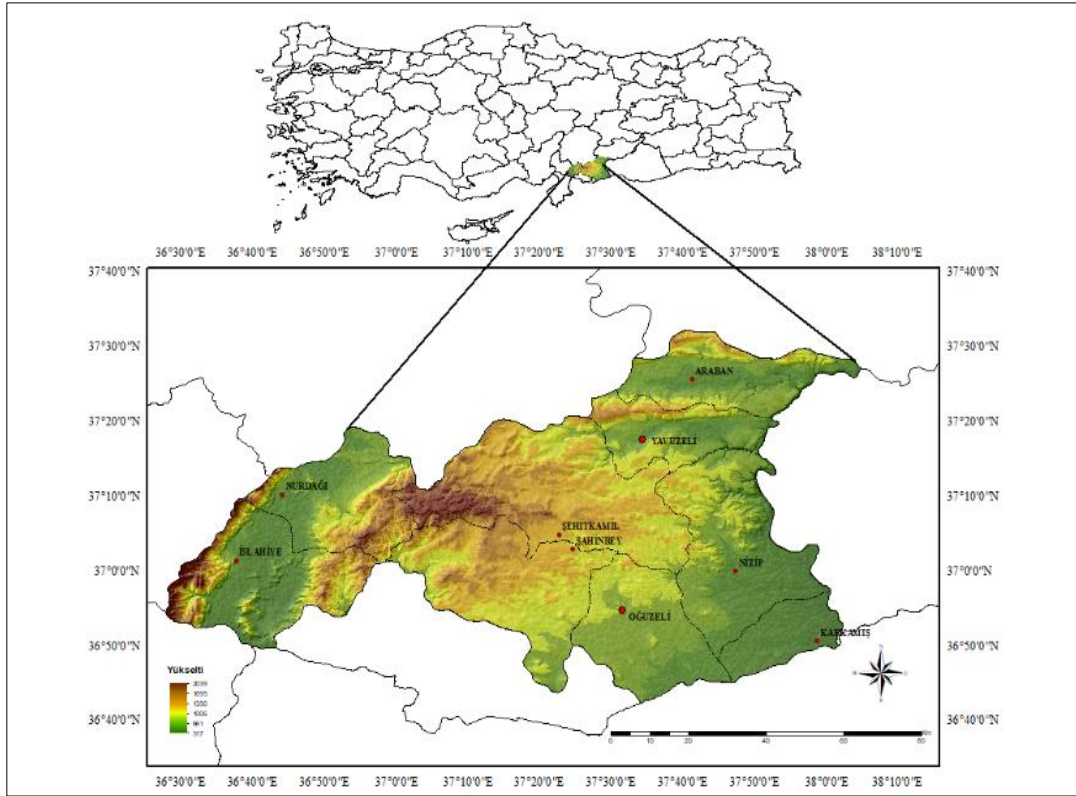 36°30'0"E 36°40'0"E 36°50'0"E 37°0'0"E 37°10'0"E 37°20'0"E 37°30'0"E 37°40'0"E 37°50'0"E 38°0'0"E 38°10'0"E
37°40'0"N 37°40'0"N
37°30'0"N 37°30'0"N
ARABAN
37°20'0"N 37°20'0"N
YAVUZELİ
37°10'0"N 37°10'0"N
NURDAĞI
ŞEHİTKAMİL
ŞAHİNBEY
İSLAHİYE
37°0'0"N 37°0'0"N
NİZİP
OĞUZELİ
KARKAMIŞ
36°50'0"N 36°50'0"N
Yükselti
36°40'0"N 36°40'0"N
0 5 10 20 40 60 80
36°30'0"E 36°40'0"E 36°50'0"E 37°0'0"E 37°10'0"E 37°20'0"E 37°30'0"E 37°40'0"E 37°50'0"E 38°0'0"E 38°10'0"E